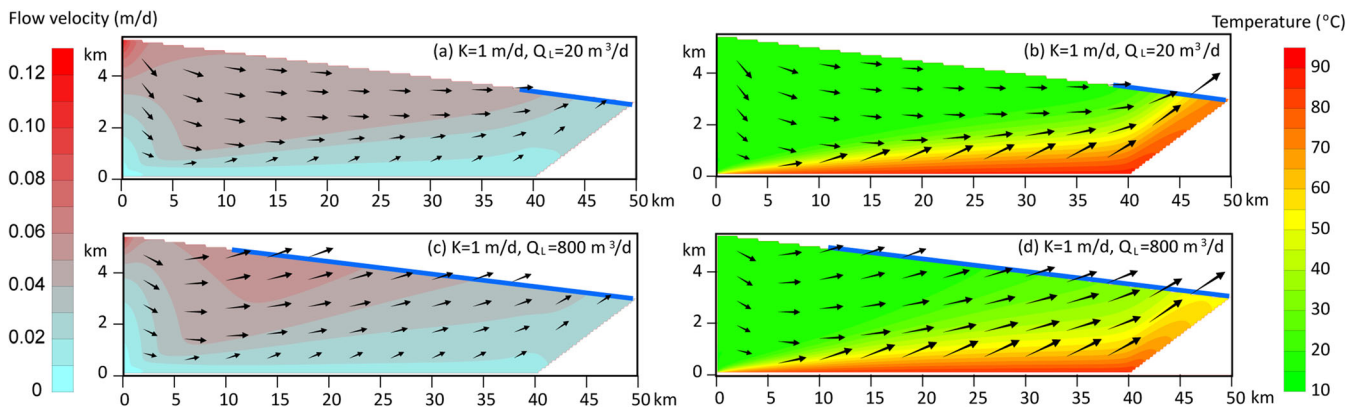 Flow velocity (m/d)
Temperature (°C)
0.12
0.10
0.08
0.06
0.04
0.02
0
km
4
2
0
(a) K=1 m/d, Q_L=20 m³/d
0 5 10 15 20 25 30 35 40 45 50 km
km
4
2
0
(b) K=1 m/d, Q_L=20 m³/d
0 5 10 15 20 25 30 35 40 45 50 km
km
4
2
0
(c) K=1 m/d, Q_L=800 m³/d
0 5 10 15 20 25 30 35 40 45 50 km
km
4
2
0
(d) K=1 m/d, Q_L=800 m³/d
0 5 10 15 20 25 30 35 40 45 50 km
90
80
70
60
50
40
30
20
10